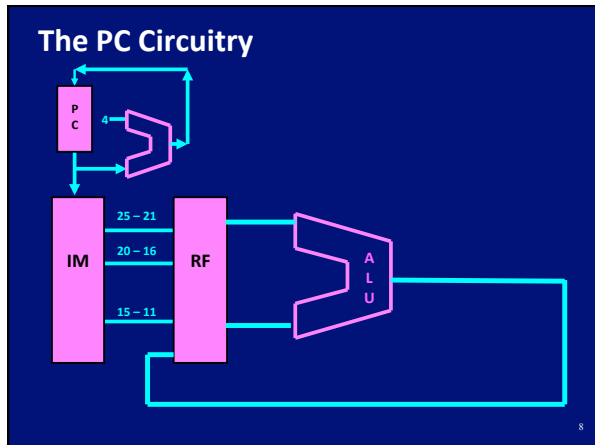 The PC Circuitry
P
C
4
25 – 21
IM
20 – 16
RF
15 – 11
A
L
U
8